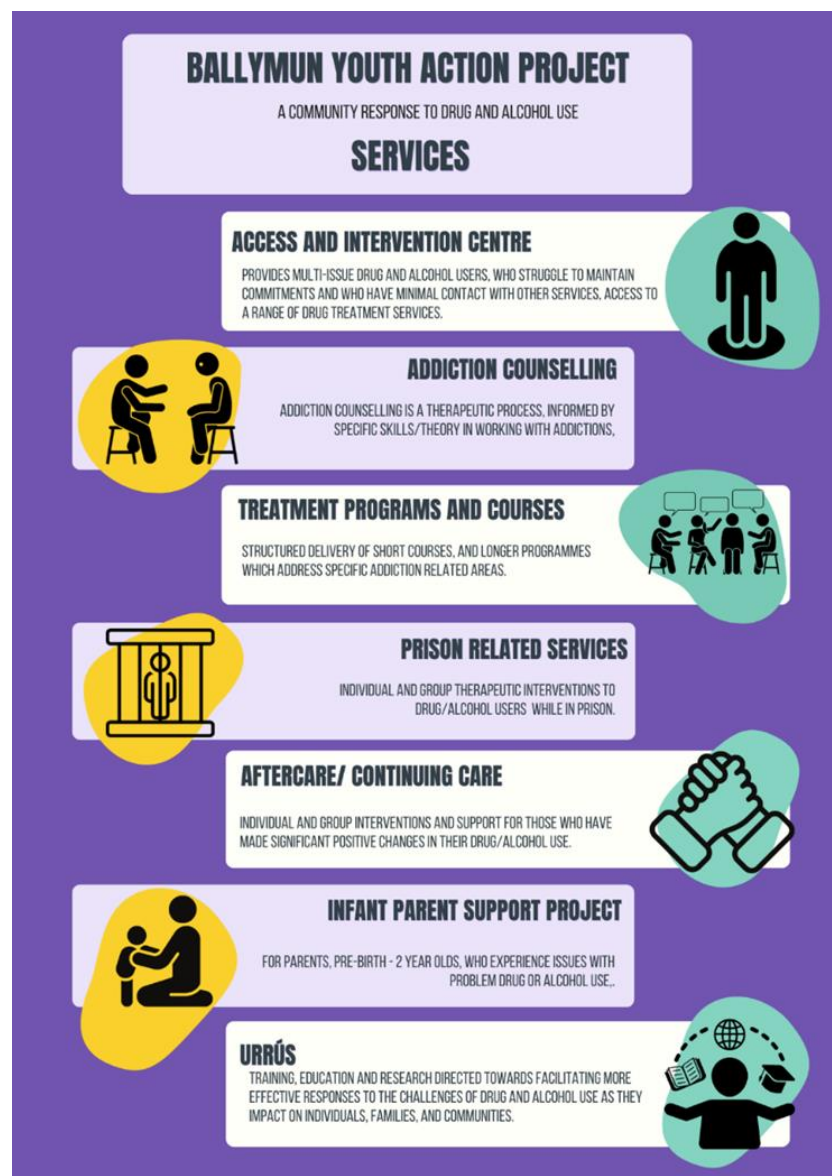 BALLYMUN YOUTH ACTION PROJECT
A COMMUNITY RESPONSE TO DRUG AND ALCOHOL USE
SERVICES
ACCESS AND INTERVENTION CENTRE
PROVIDES MULTI-ISSUE DRUG AND ALCOHOL USERS, WHO STRUGGLE TO MAINTAIN
COMMITMENTS AND WHO HAVE MINIMAL CONTACT WITH OTHER SERVICES, ACCESS TO
A RANGE OF DRUG TREATMENT SERVICES.
ADDICTION COUNSELLING
ADDICTION COUNSELLING IS A THERAPEUTIC PROCESS, INFORMED BY
SPECIFIC SKILLS/THEORY IN WORKING WITH ADDICTIONS,
TREATMENT PROGRAMS AND COURSES
STRUCTURED DELIVERY OF SHORT COURSES, AND LONGER PROGRAMMES
WHICH ADDRESS SPECIFIC ADDICTION RELATED AREAS.
PRISON RELATED SERVICES
INDIVIDUAL AND GROUP THERAPEUTIC INTERVENTIONS TO
DRUG/ALCOHOL USERS WHILE IN PRISON.
AFTERCARE/ CONTINUING CARE
INDIVIDUAL AND GROUP INTERVENTIONS AND SUPPORT FOR THOSE WHO HAVE
MADE SIGNIFICANT POSITIVE CHANGES IN THEIR DRUG/ALCOHOL USE.
INFANT PARENT SUPPORT PROJECT
FOR PARENTS, PRE-BIRTH - 2 YEAR OLDS, WHO EXPERIENCE ISSUES WITH
PROBLEM DRUG OR ALCOHOL USE,.
URRÚS
TRAINING, EDUCATION AND RESEARCH DIRECTED TOWARDS FACILITATING MORE
EFFECTIVE RESPONSES TO THE CHALLENGES OF DRUG AND ALCOHOL USE AS THEY
IMPACT ON INDIVIDUALS, FAMILIES, AND COMMUNITIES.